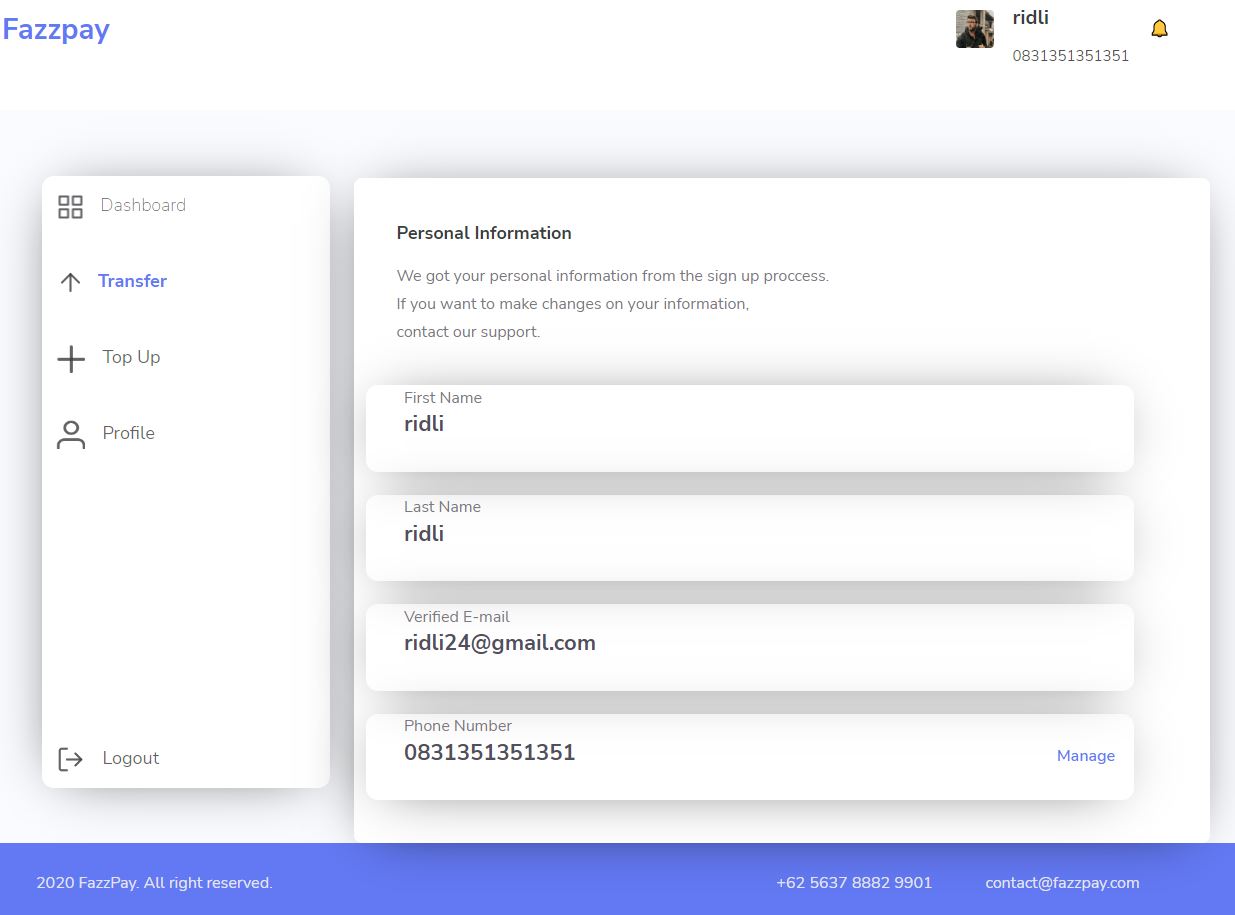 Fazzpay
ridli
0831351351351
Dashboard
Transfer
Top Up
Profile
Logout
Personal Information
We got your personal information from the sign up proccess.
If you want to make changes on your information,
contact our support.
First Name
ridli
Last Name
ridli
Verified E-mail
ridli24@gmail.com
Phone Number
0831351351351
Manage
2020 FazzPay. All right reserved.
+62 5637 8882 9901
contact@fazzpay.com